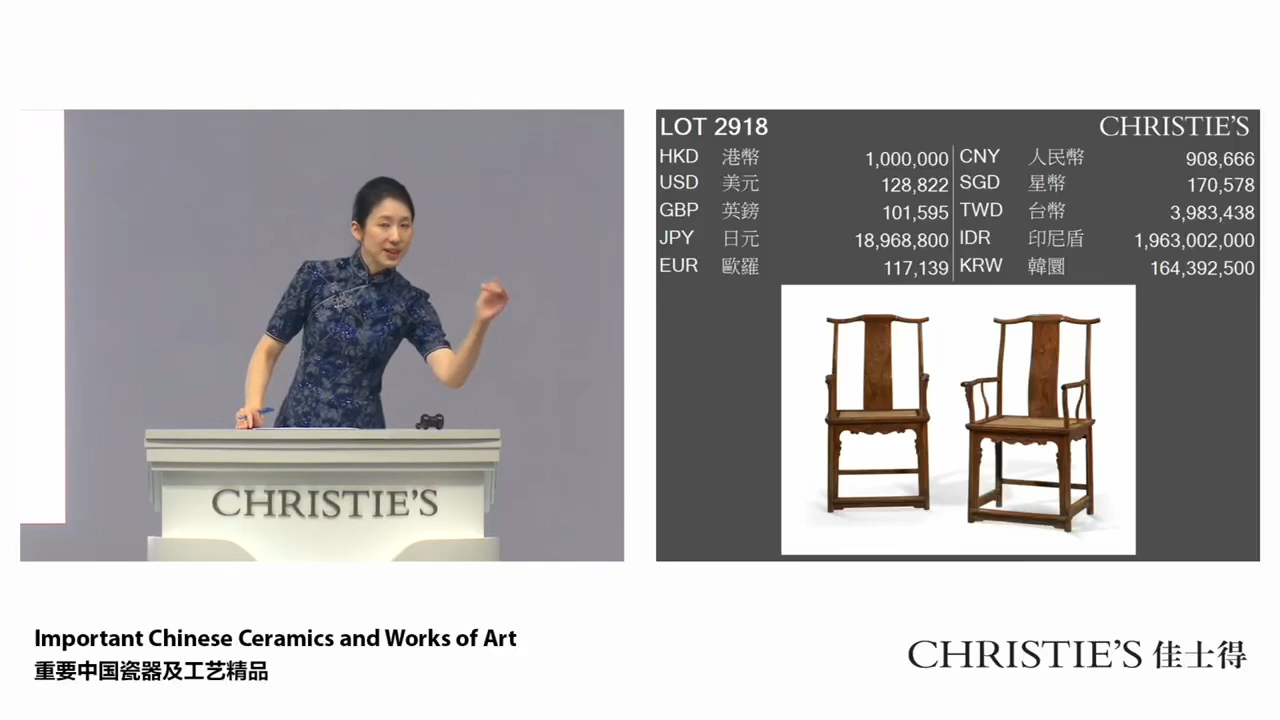 CHRISTIE'S
LOT 2918 CHRISTIE'S
HKD 港幣 1,000,000 CNY 人民幣 908,666
USD 美元 128,822 SGD 星幣 170,578
GBP 英鎊 101,595 TWD 台幣 3,983,438
JPY 日元 18,968,800 IDR 印尼盾 1,963,002,000
EUR 歐羅 117,139 KRW 韓圜 164,392,500
Important Chinese Ceramics and Works of Art
重要中国瓷器及工艺精品
CHRISTIE'S 佳士得